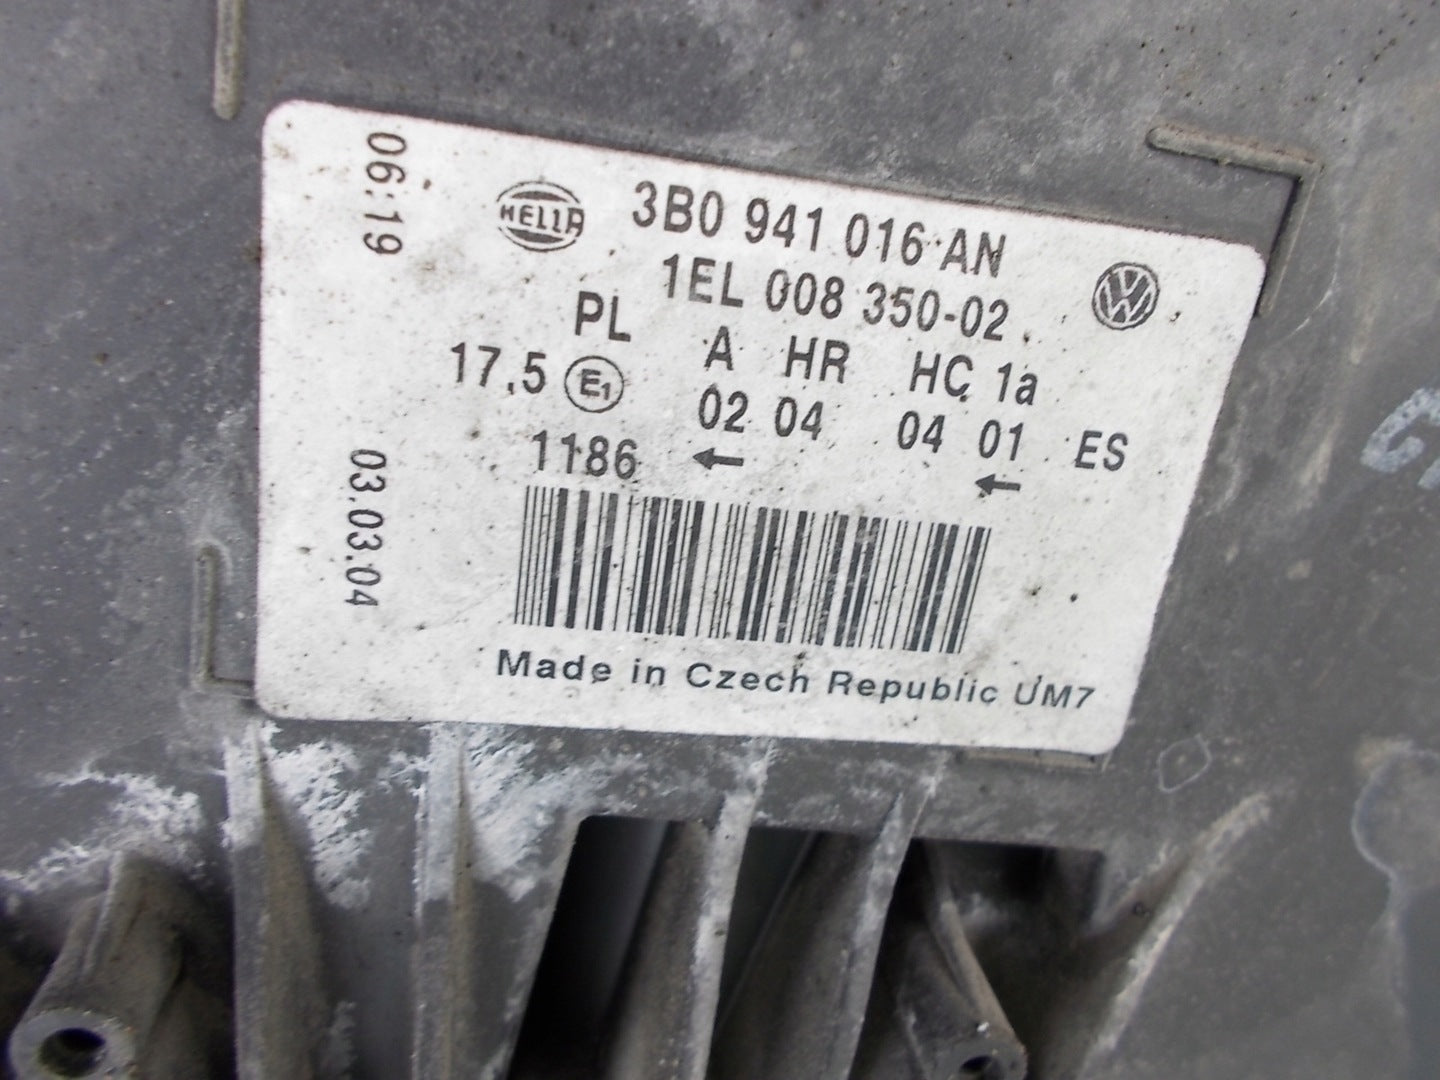 06:19
03.03.04
HELLA
3B0 941 016 AN
1EL 008 350-02
VW
PL A HR HC 1a
17,5 E1 02 04 04 01 ES
1186
Made in Czech Republic UM7